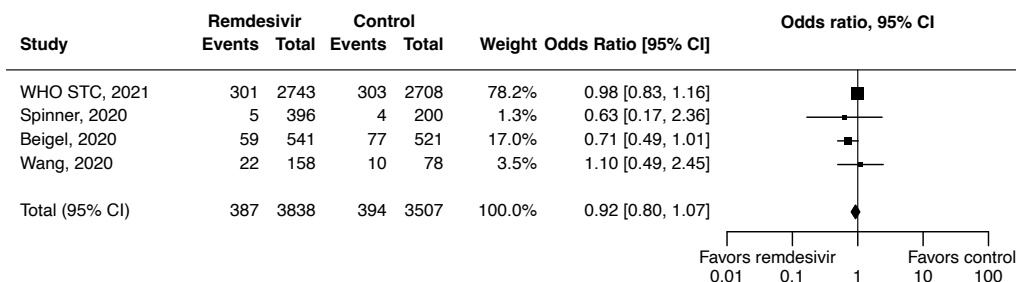 Remdesivir Control Odds ratio, 95% CI
Study Events Total Events Total Weight Odds Ratio [95% CI]
WHO STC, 2021 301 2743 303 2708 78.2% 0.98 [0.83, 1.16]
Spinner, 2020 5 396 4 200 1.3% 0.63 [0.17, 2.36]
Beigel, 2020 59 541 77 521 17.0% 0.71 [0.49, 1.01]
Wang, 2020 22 158 10 78 3.5% 1.10 [0.49, 2.45]
Total (95% CI) 387 3838 394 3507 100.0% 0.92 [0.80, 1.07]
Favors remdesivir Favors control
0.01 0.1 1 10 100